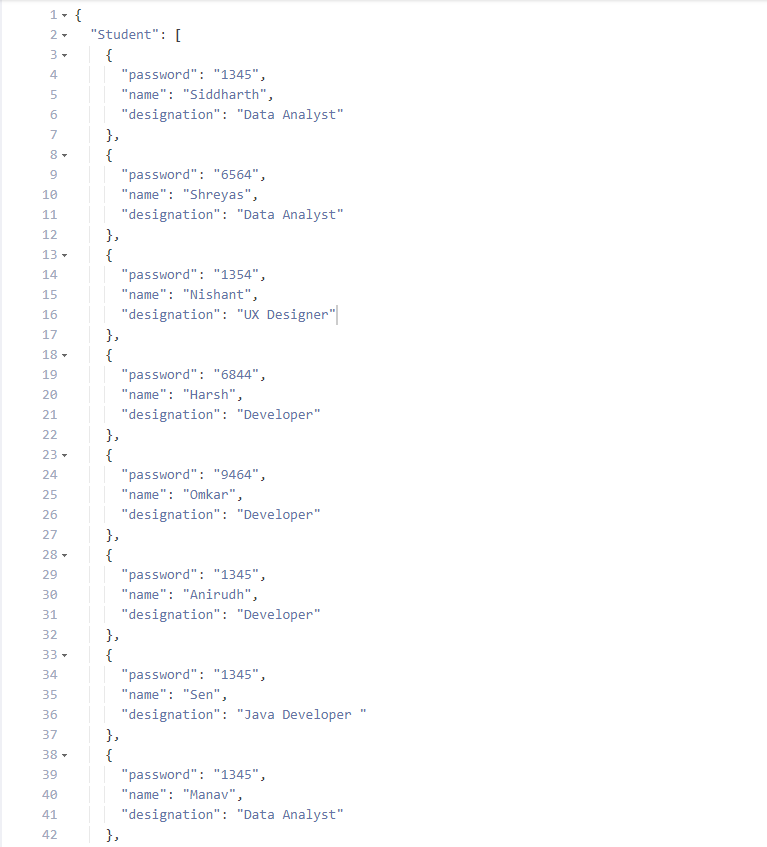 1 {
2 "Student": [
3 {
4 "password": "1345",
5 "name": "Siddharth",
6 "designation": "Data Analyst"
7 },
8 {
9 "password": "6564",
10 "name": "Shreyas",
11 "designation": "Data Analyst"
12 },
13 {
14 "password": "1354",
15 "name": "Nishant",
16 "designation": "UX Designer"
17 },
18 {
19 "password": "6844",
20 "name": "Harsh",
21 "designation": "Developer"
22 },
23 {
24 "password": "9464",
25 "name": "Omkar",
26 "designation": "Developer"
27 },
28 {
29 "password": "1345",
30 "name": "Anirudh",
31 "designation": "Developer"
32 },
33 {
34 "password": "1345",
35 "name": "Sen",
36 "designation": "Java Developer "
37 },
38 {
39 "password": "1345",
40 "name": "Manav",
41 "designation": "Data Analyst"
42 },